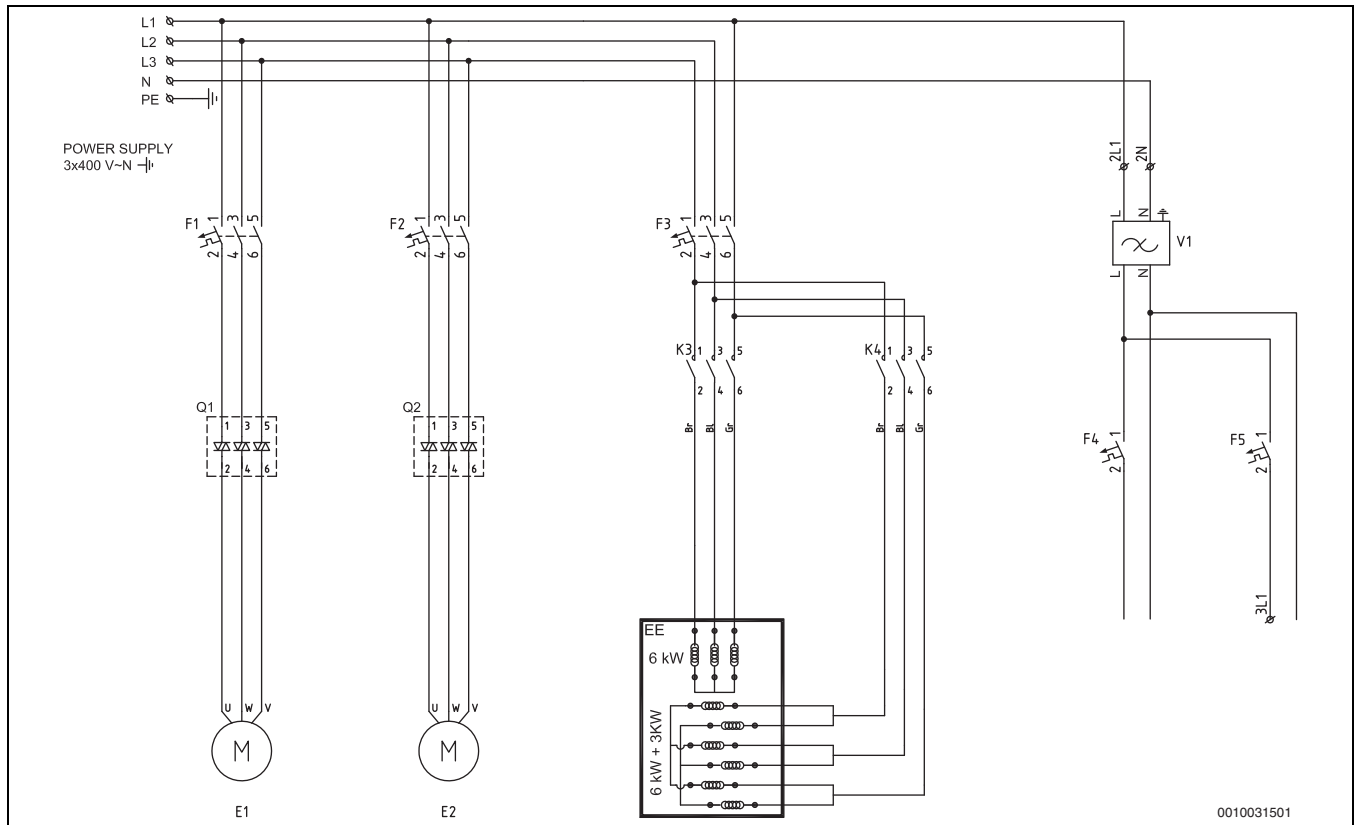 L1
L2
L3
N
PE
POWER SUPPLY
3x400 V~N
2L1 2N
F1 1 3 5
2 4 6
F2 1 3 5
2 4 6
F3 1 3 5
2 4 6
L N
V1
L N
K3 1 3 5
2 4 6
K4 1 3 5
2 4 6
Br Bl Gr
Br Bl Gr
Q1
1 3 5
2 4 6
Q2
1 3 5
2 4 6
F4 1
2
F5 1
2
3L1
EE
6 kW
6 kW + 3KW
U W V
M
E1
U W V
M
E2
0010031501